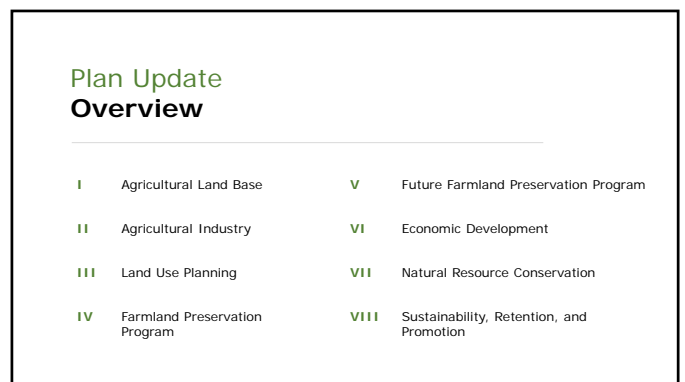 Plan Update
Overview
I Agricultural Land Base
II Agricultural Industry
III Land Use Planning
IV Farmland Preservation
Program
V Future Farmland Preservation Program
VI Economic Development
VII Natural Resource Conservation
VIII Sustainability, Retention, and
Promotion